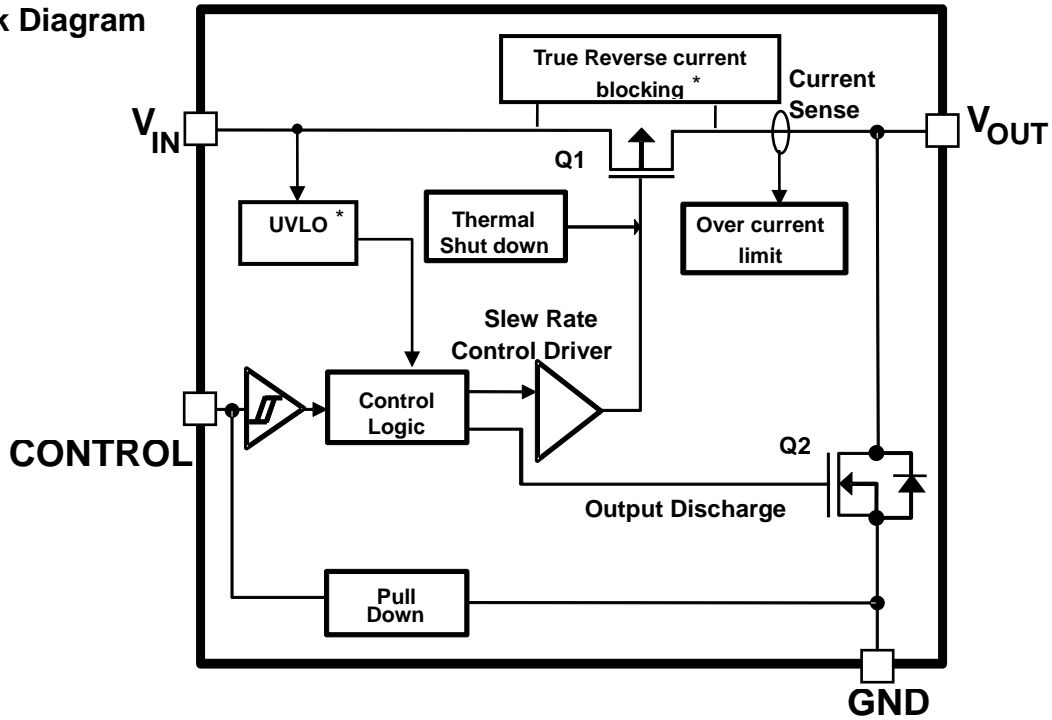 k Diagram
True Reverse current
blocking *
Current
Sense
VIN
VOUT
Q1
UVLO *
Thermal
Shut down
Over current
limit
Slew Rate
Control Driver
Control
Logic
CONTROL
Q2
Output Discharge
Pull
Down
GND